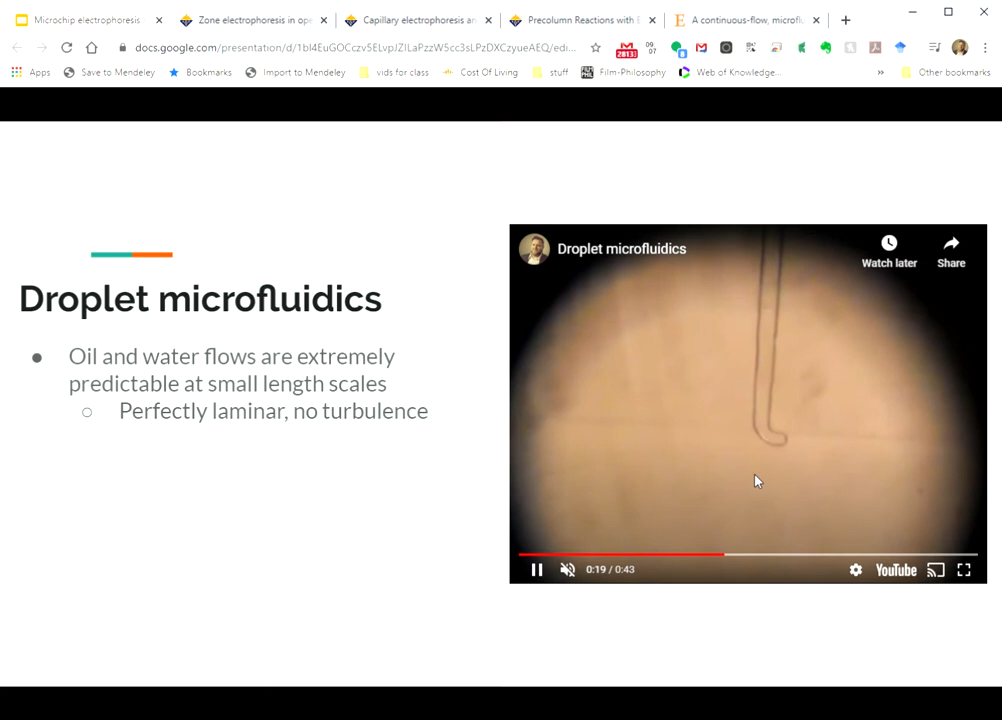 Microchip electrophoresis
Zone electrophoresis in ope
Capillary electrophoresis an
Precolumn Reactions with E
A continuous-flow, microfl
docs.google.com/presentation/d/1bl4EuGOCczv5ELvpJZILaPzzW5cc3sLPzDXCzyueAEQ/edi...
Apps
Save to Mendeley
Bookmarks
Import to Mendeley
vids for class
Cost Of Living
stuff
Film-Philosophy
Web of Knowledge...
»
Other bookmarks
Droplet microfluidics
• Oil and water flows are extremely
predictable at small length scales
○ Perfectly laminar, no turbulence
Droplet microfluidics
Watch later
Share
0:19 / 0:43
YouTube